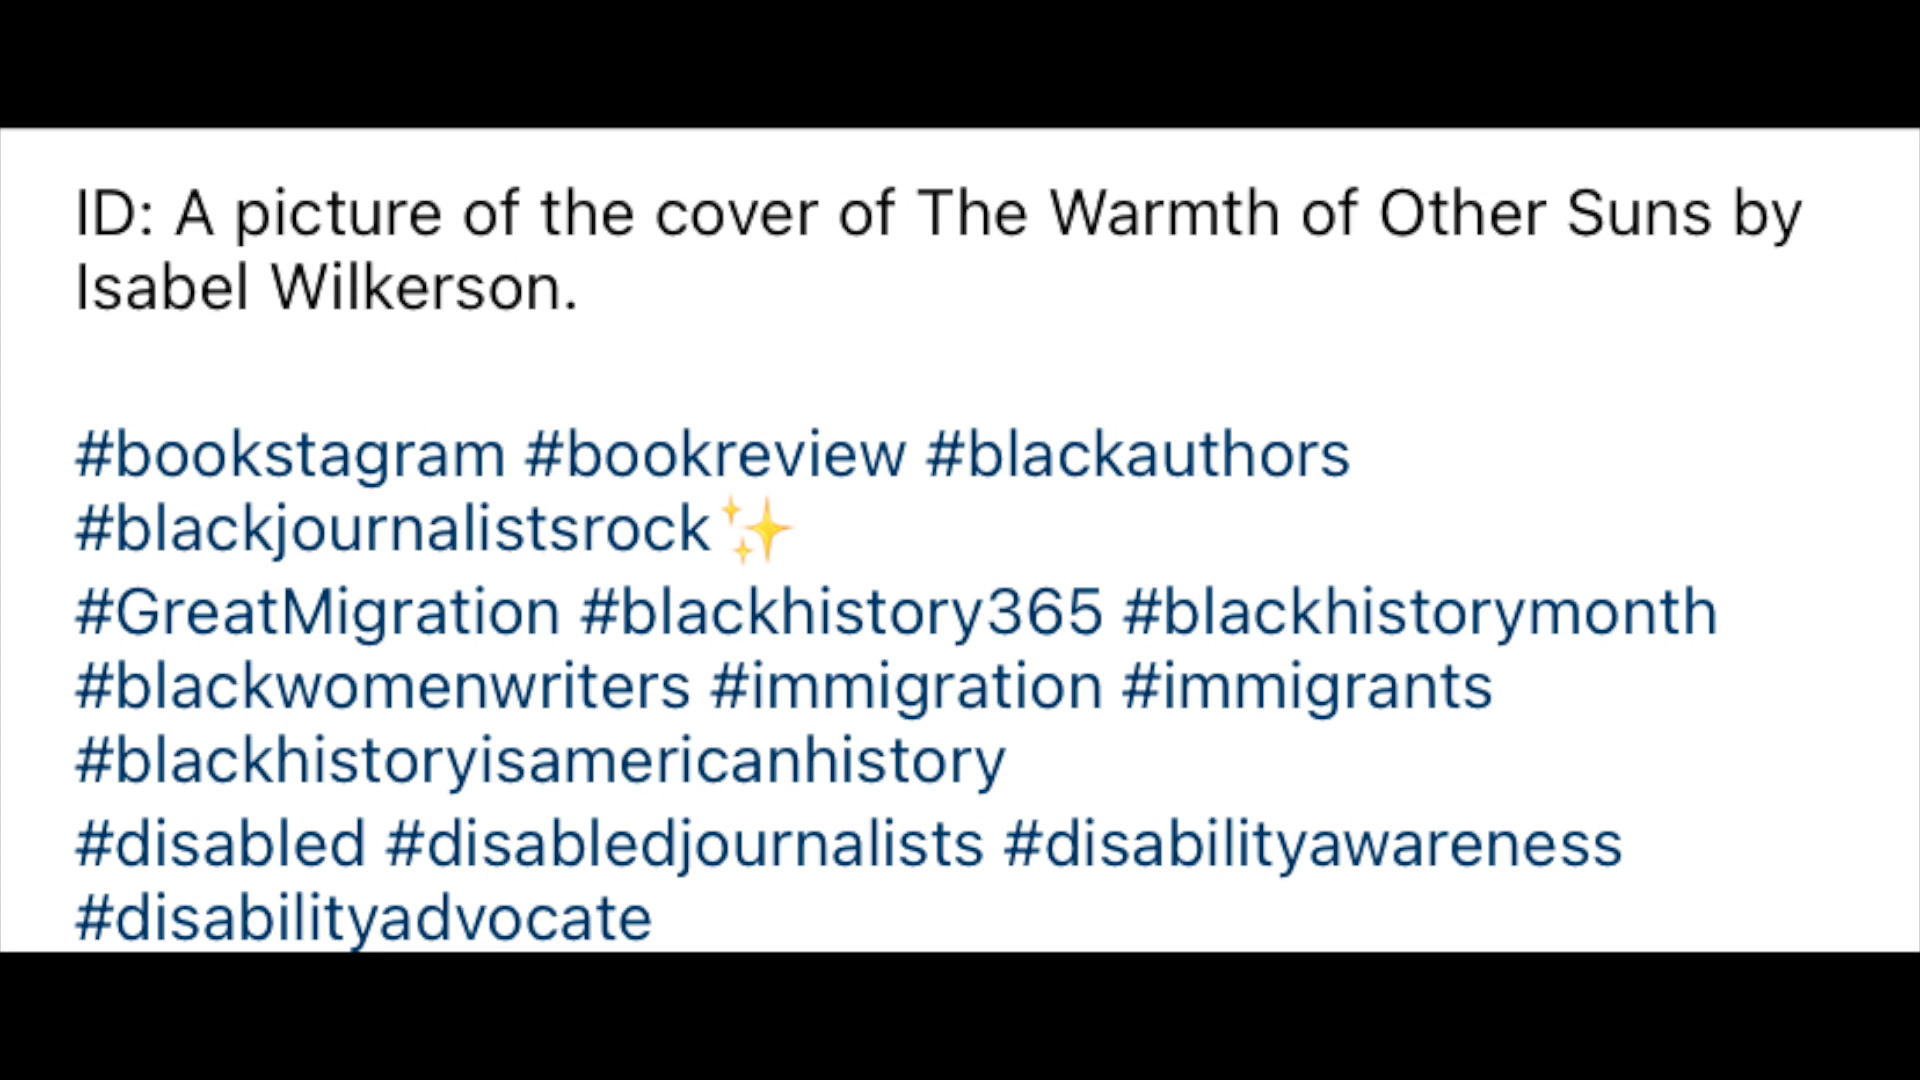 ID: A picture of the cover of The Warmth of Other Suns by
Isabel Wilkerson.
#bookstagram #bookreview #blackauthors
#blackjournalistsrock✨
#GreatMigration #blackhistory365 #blackhistorymonth
#blackwomenwriters #immigration #immigrants
#blackhistoryisamericanhistory
#disabled #disabledjournalists #disabilityawareness
#disabilityadvocate